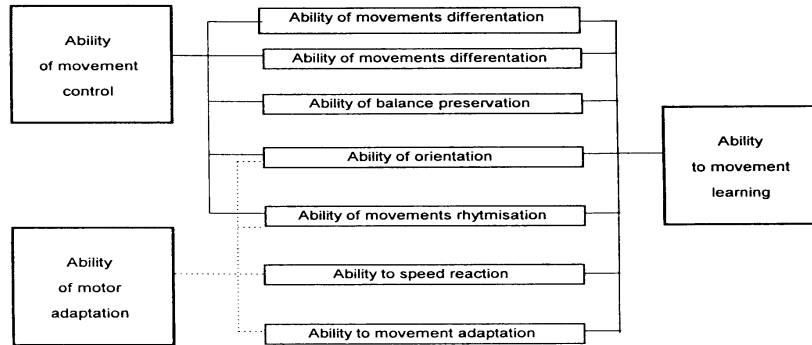 Ability
of movement
control
Ability of movements differentation
Ability of movements differentation
Ability of balance preservation
Ability of orientation
Ability of movements rhytmisation
Ability to speed reaction
Ability to movement adaptation
Ability
of motor
adaptation
Ability
to movement
learning